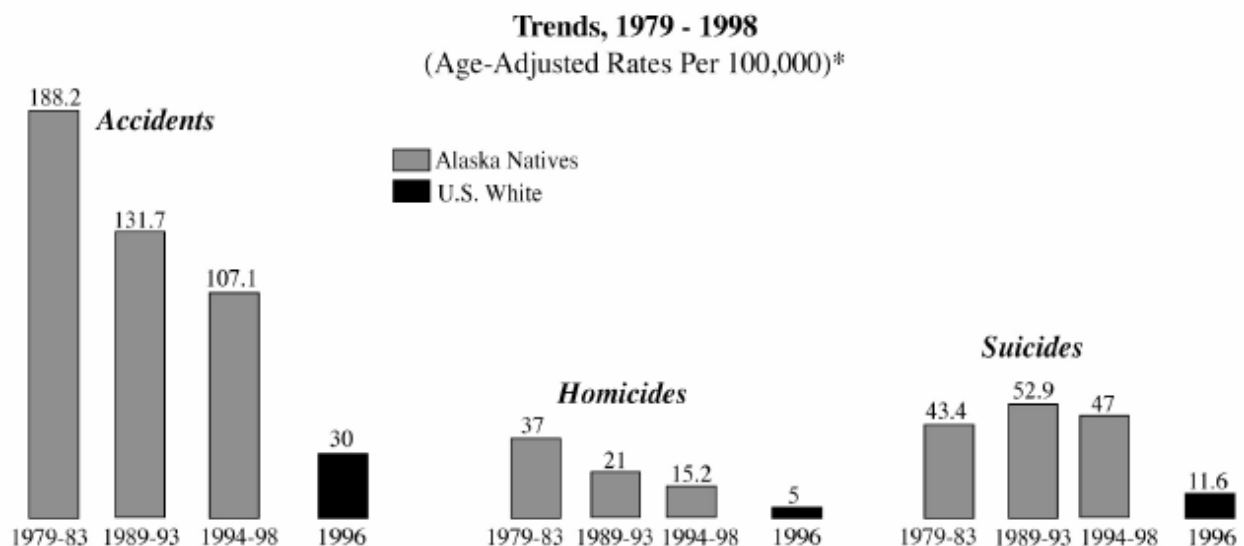 Trends, 1979 - 1998
(Age-Adjusted Rates Per 100,000)*
188.2
Accidents
Alaska Natives
U.S. White
131.7
107.1
30
1979-83 1989-93 1994-98 1996
Homicides
37
21
15.2
5
1979-83 1989-93 1994-98 1996
Suicides
43.4
52.9
47
11.6
1979-83 1989-93 1994-98 1996